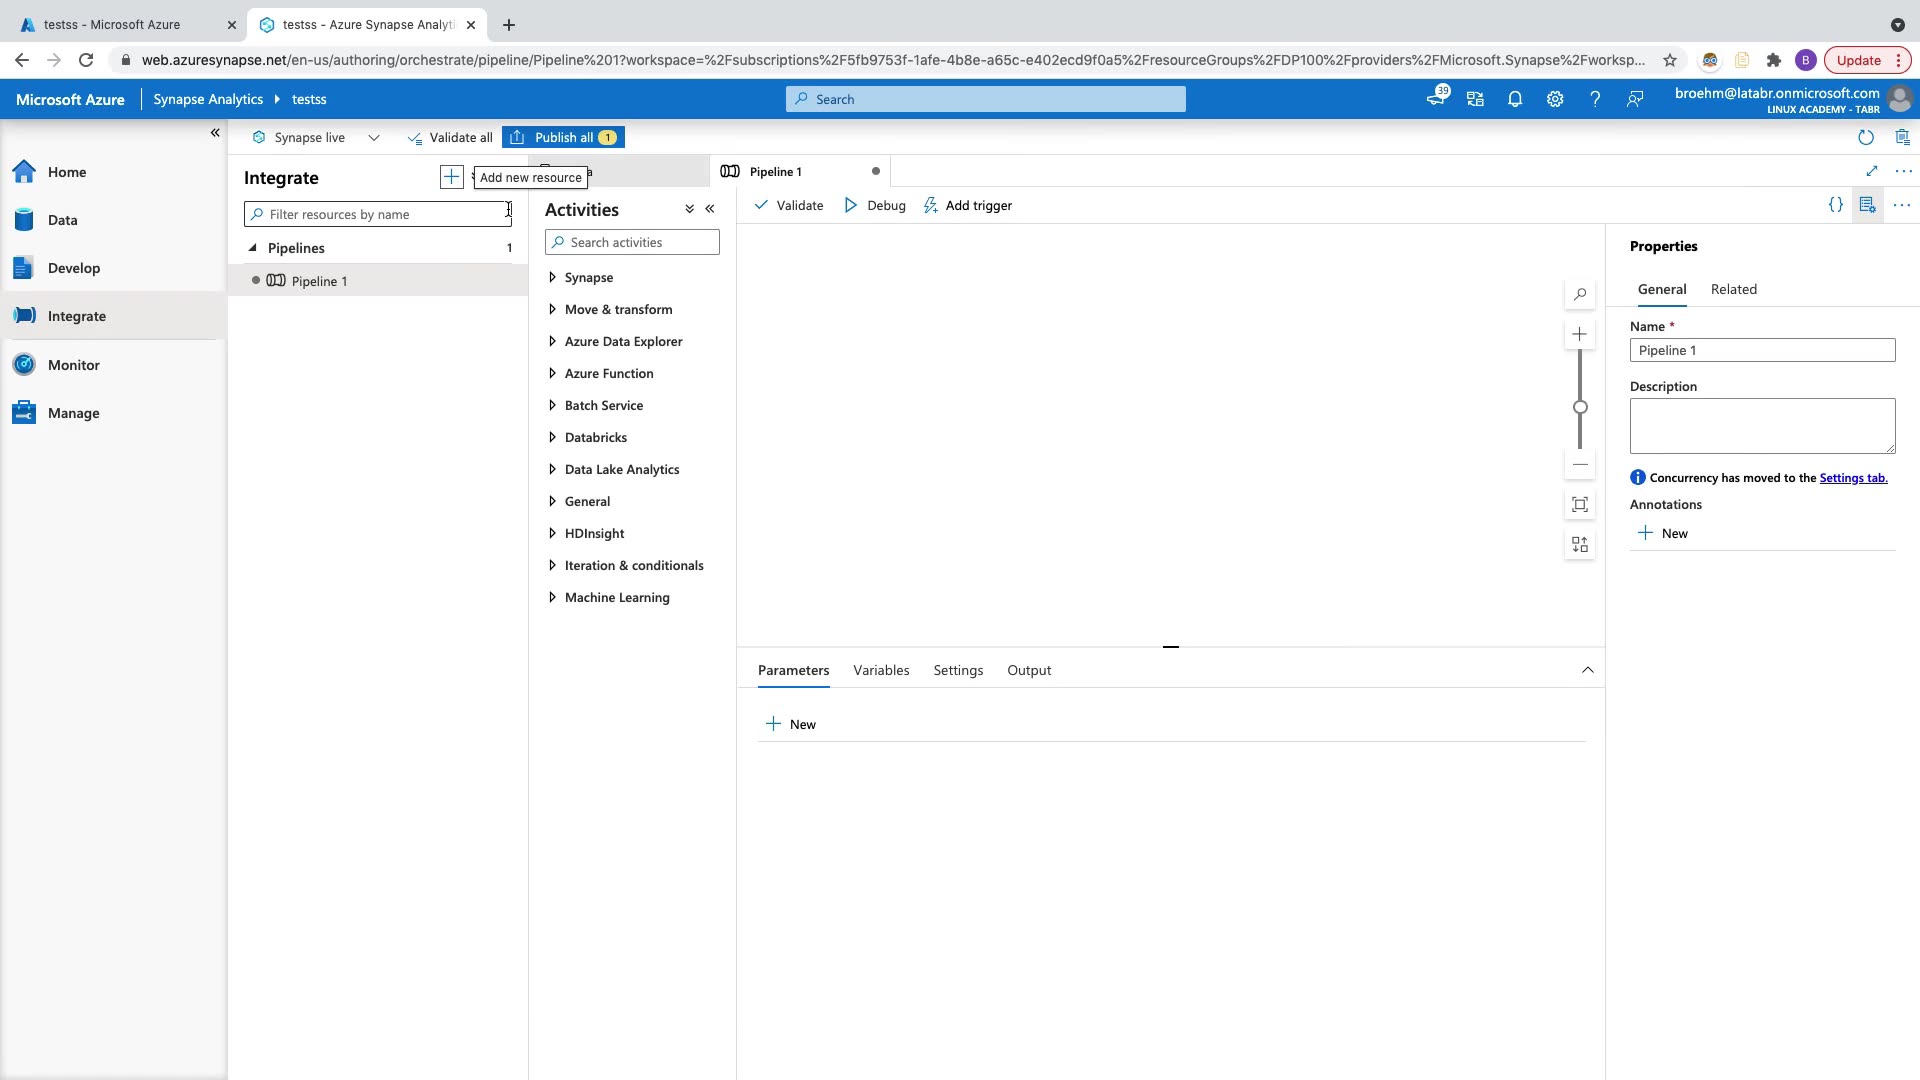 testss - Microsoft Azure
testss - Azure Synapse Analyti
web.azuresynapse.net/en-us/authoring/orchestrate/pipeline/Pipeline%201?workspace=%2Fsubscriptions%2F5fb9753f-1afe-4b8e-a65c-e402ecd9f0a5%2FresourceGroups%2FDP100%2Fproviders%2FMicrosoft.Synapse%2Fworksp...
B
Update
Microsoft Azure
Synapse Analytics
testss
Search
39
broehm@latabr.onmicrosoft.com
LINUX ACADEMY - TABR
Synapse live
Validate all
Publish all 1
Home
Data
Develop
Integrate
Monitor
Manage
Integrate
Add new resource
Filter resources by name
Pipelines 1
Pipeline 1
Pipeline 1
Activities
Search activities
Synapse
Move & transform
Azure Data Explorer
Azure Function
Batch Service
Databricks
Data Lake Analytics
General
HDInsight
Iteration & conditionals
Machine Learning
Validate
Debug
Add trigger
Parameters
Variables
Settings
Output
New
Properties
General
Related
Name *
Pipeline 1
Description
Concurrency has moved to the Settings tab.
Annotations
New